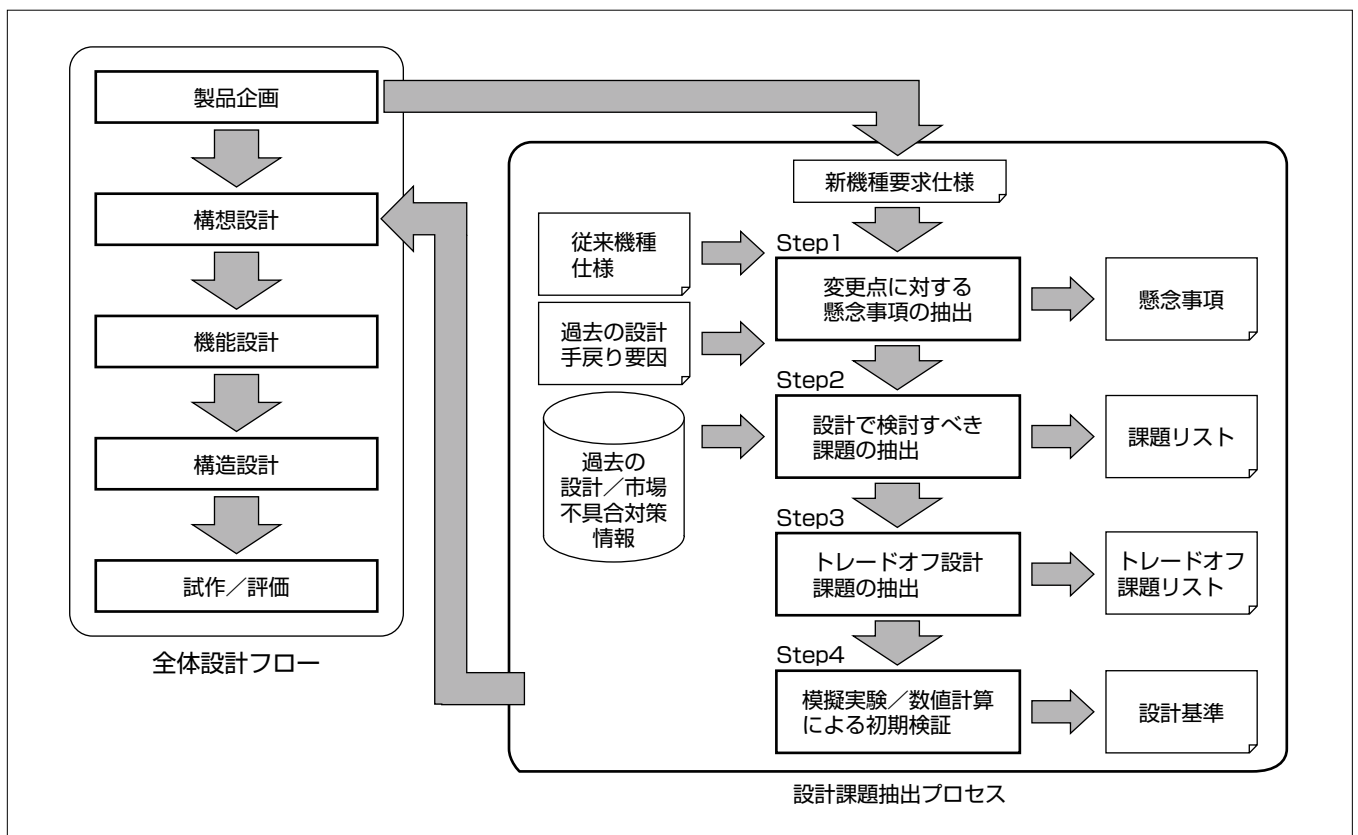 製品企画
構想設計
機能設計
構造設計
試作／評価
全体設計フロー
新機種要求仕様
従来機種
仕様
過去の設計
手戻り要因
過去の
設計／市場
不具合対策
情報
Step1
変更点に対する
懸念事項の抽出
懸念事項
Step2
設計で検討すべき
課題の抽出
課題リスト
Step3
トレードオフ設計
課題の抽出
トレードオフ
課題リスト
Step4
模擬実験／数値計算
による初期検証
設計基準
設計課題抽出プロセス